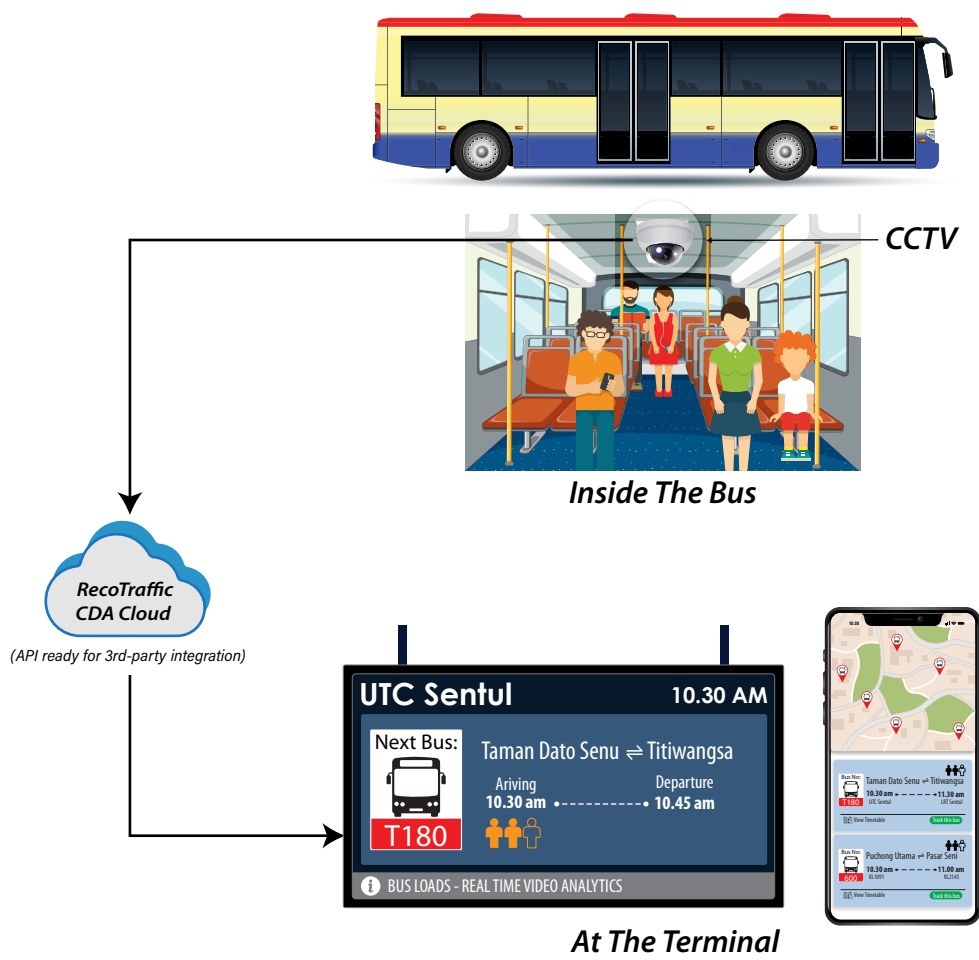 CCTV
Inside The Bus
RecoTraffic
CDA Cloud
(API ready for 3rd-party integration)
UTC Sentul
10.30 AM
Next Bus:
T180
Taman Dato Senu ⇌ Titiwangsa
Ariving
10.30 am
Departure
10.45 am
i BUS LOADS - REAL TIME VIDEO ANALYTICS
At The Terminal
Bus No:
T180
Taman Dato Senu ⇌ Titiwangsa
10.30 am
11.30 am
UTC Sentul
LRT Sentul
View Timetable
Track this bus
Bus No:
600
Puchong Utama ⇌ Pasar Seni
10.30 am
11.00 am
KL1091
KL2145
View Timetable
Track this bus